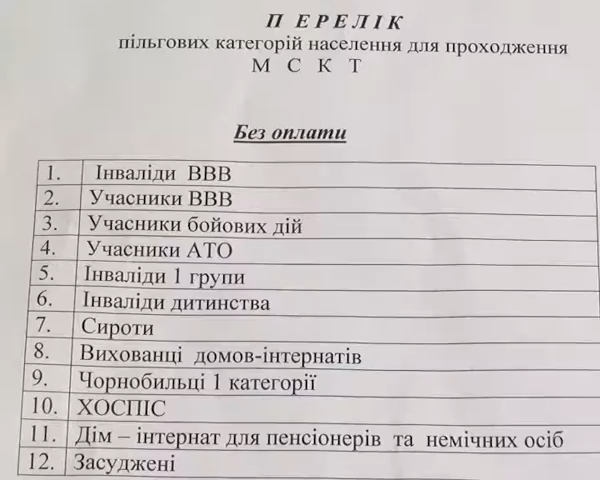 П ЕРЕЛІК
пільгових категорій населення для проходження
М С К Т
Без оплати
1. Інваліди ВВВ
2. Учасники ВВВ
3. Учасники бойових дій
4. Учасники АТО
5. Інваліди 1 групи
6. Інваліди дитинства
7. Сироти
8. Вихованці домов-інтернатів
9. Чорнобильці 1 категорії
10. ХОСПІС
11. Дім – інтернат для пенсіонерів та немічних осіб
12. Засуджені